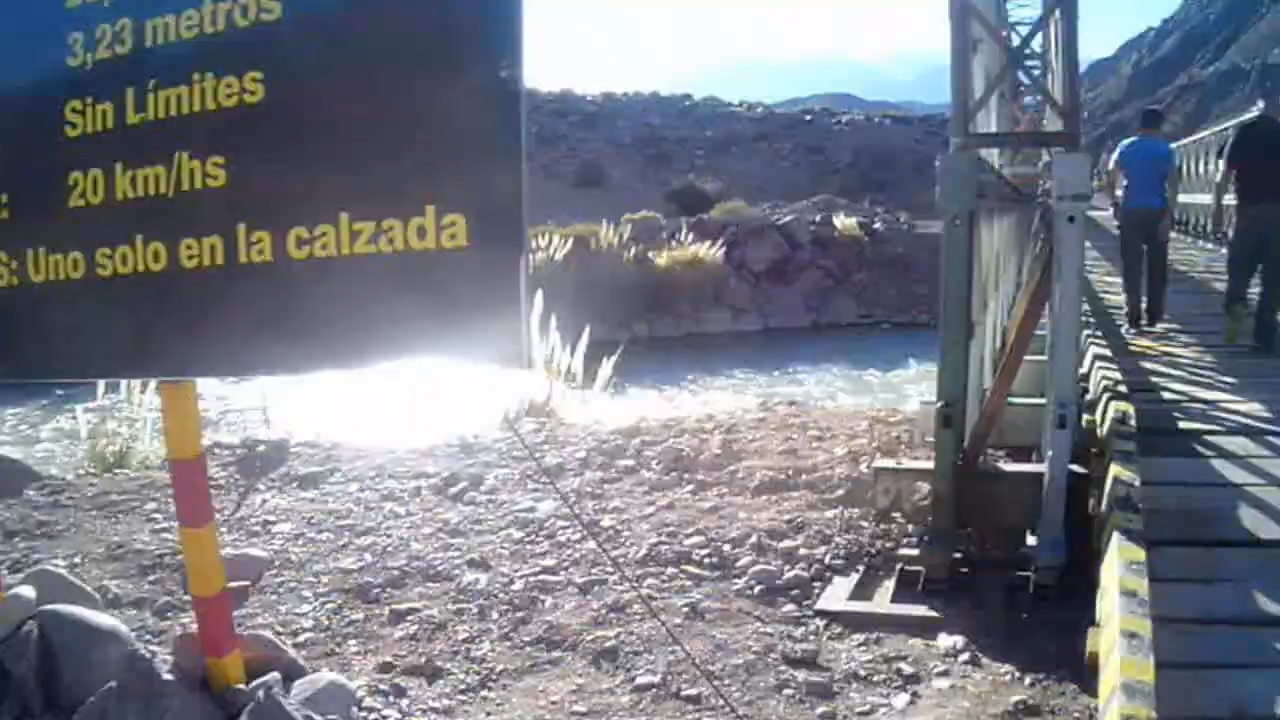 3,23 metros
Sin Límites
: 20 km/hs
S: Uno solo en la calzada